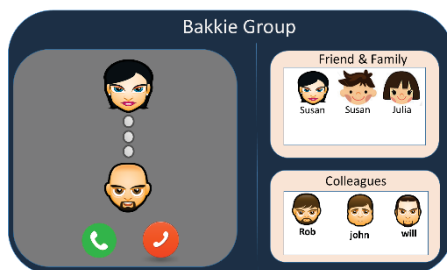 Bakkie Group
Friend & Family
Susan Susan Julia
Colleagues
Rob john will